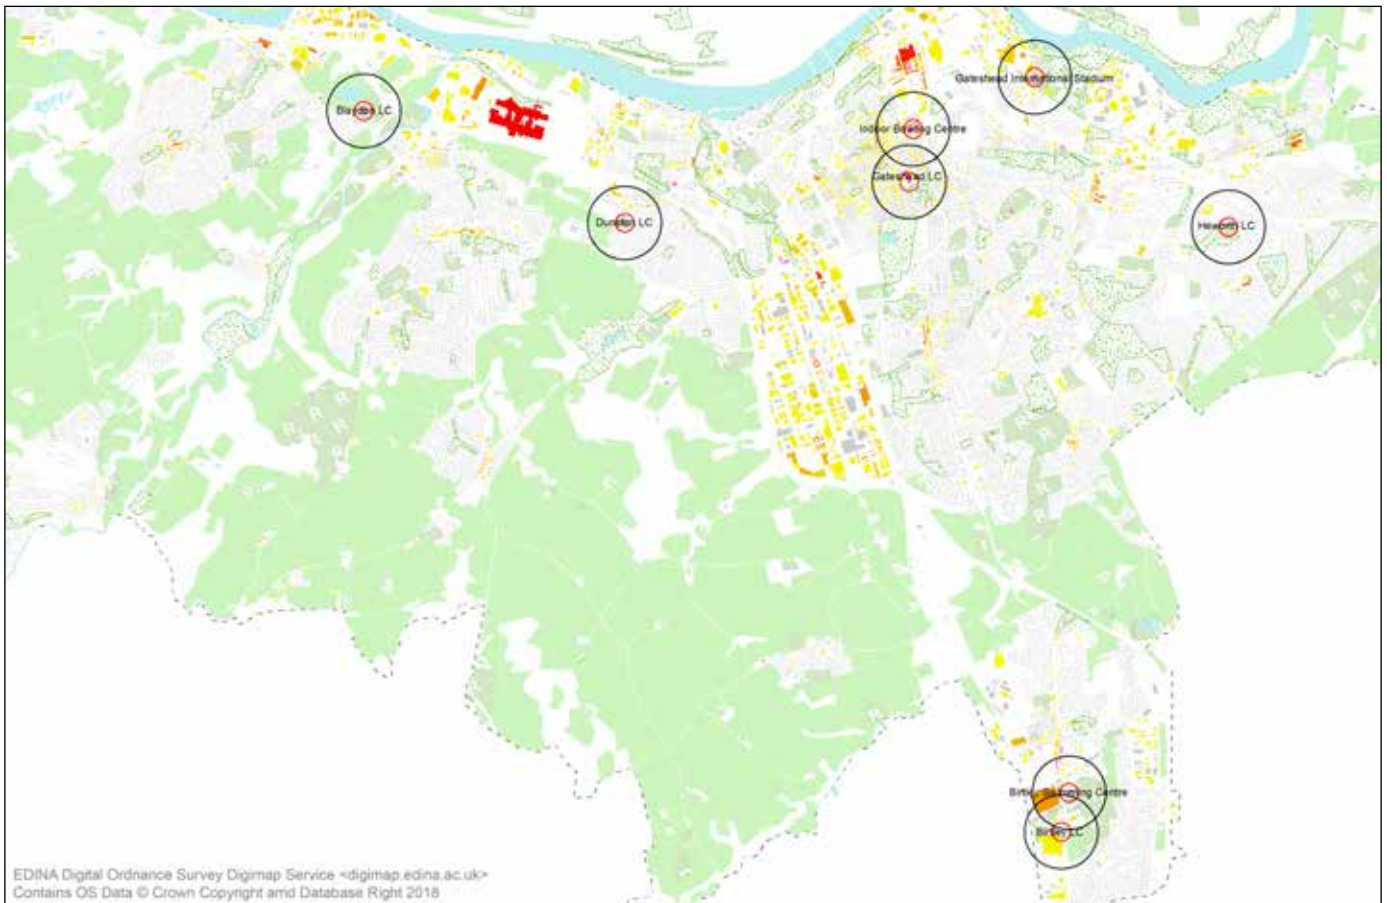 Gateshead International Stadium
Blaydon LC
Indoor Bowling Centre
Gateshead LC
Dunston LC
Heworth LC
R
R
R
R
R
R
R
R
R
R
Birtley Swimming Centre
Birtley LC
EDINA Digital Ordnance Survey Digimap Service <digimap.edina.ac.uk>
Contains OS Data © Crown Copyright amd Database Right 2018